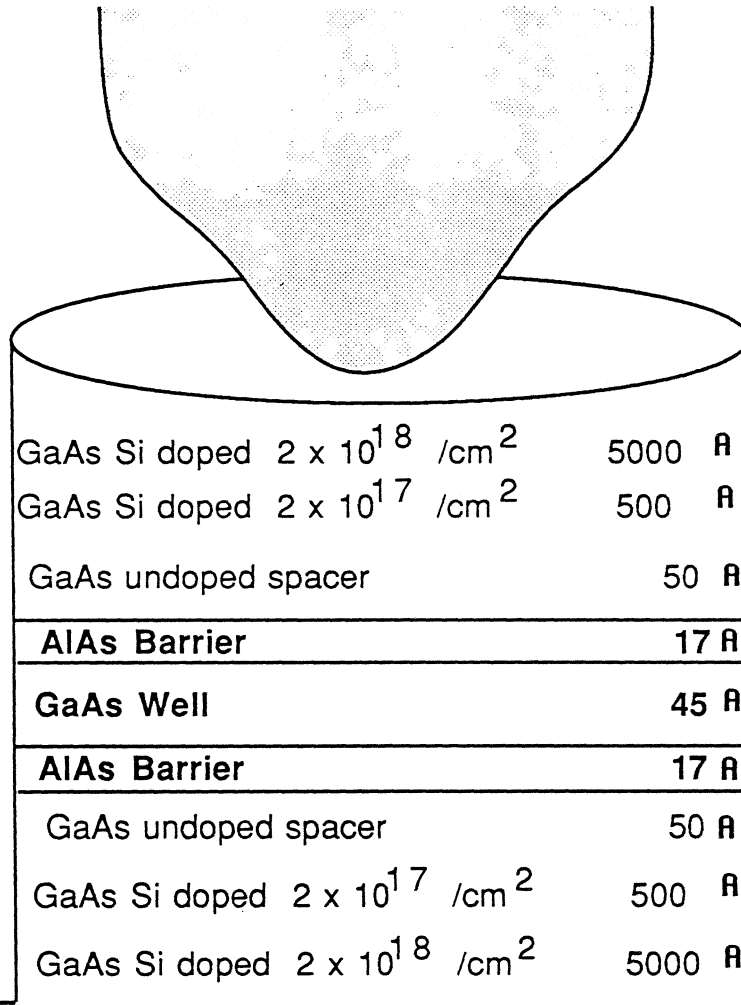 GaAs Si doped 2 x 10^18 /cm^2 5000 A
GaAs Si doped 2 x 10^17 /cm^2 500 A
GaAs undoped spacer 50 A
AlAs Barrier 17 A
GaAs Well 45 A
AlAs Barrier 17 A
GaAs undoped spacer 50 A
GaAs Si doped 2 x 10^17 /cm^2 500 A
GaAs Si doped 2 x 10^18 /cm^2 5000 A